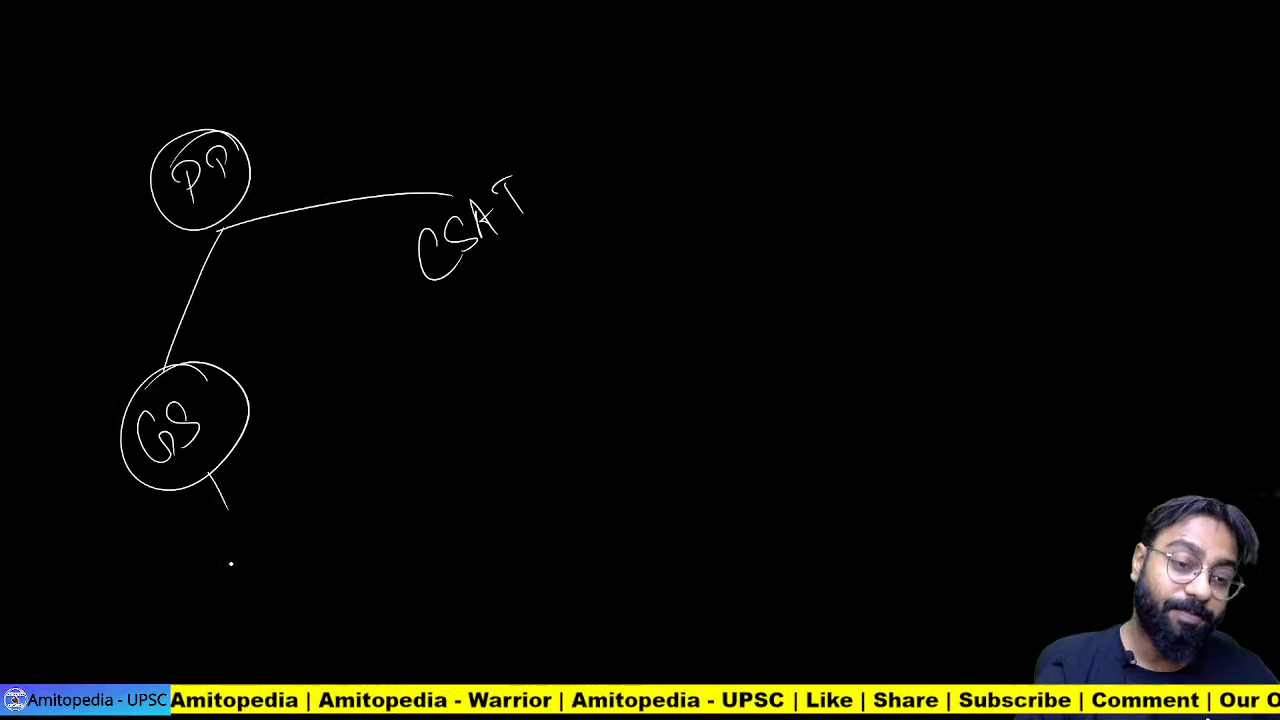 PP
CSAT
GS
Amitopedia - UPSC
Amitopedia | Amitopedia - Warrior | Amitopedia - UPSC | Like | Share | Subscribe | Comment | Our